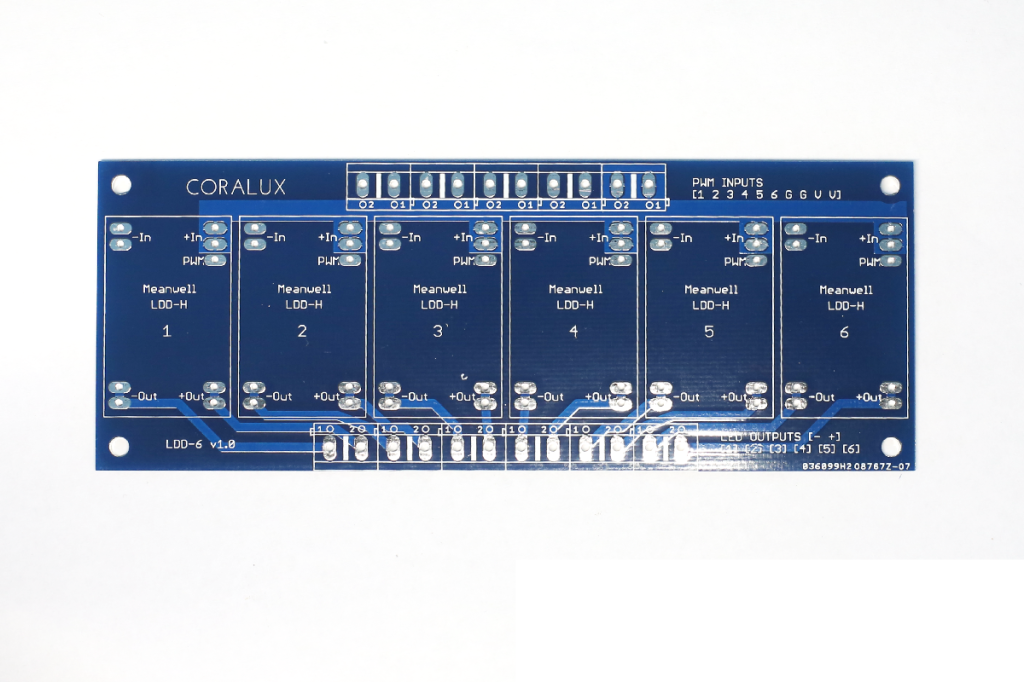 CORALUX
O2 O1 O2 O1 O2 O1 O2 O1 O2 O1
PWM INPUTS
[1 2 3 4 5 6 G G V V]
-In +In -In +In -In +In -In +In -In +In -In +In
PWM PWM PWM PWM PWM PWM
Meanwell Meanwell Meanwell Meanwell Meanwell Meanwell
LDD-H LDD-H LDD-H LDD-H LDD-H LDD-H
1 2 3 4 5 6
-Out +Out -Out +Out -Out +Out -Out +Out -Out +Out -Out +Out
1O 2O 1O 2O 1O 2O 1O 2O 1O 2O 1O 2O
LDD-6 v1.0
LED OUTPUTS [- +]
[1] [2] [3] [4] [5] [6]
036099H208787Z-07